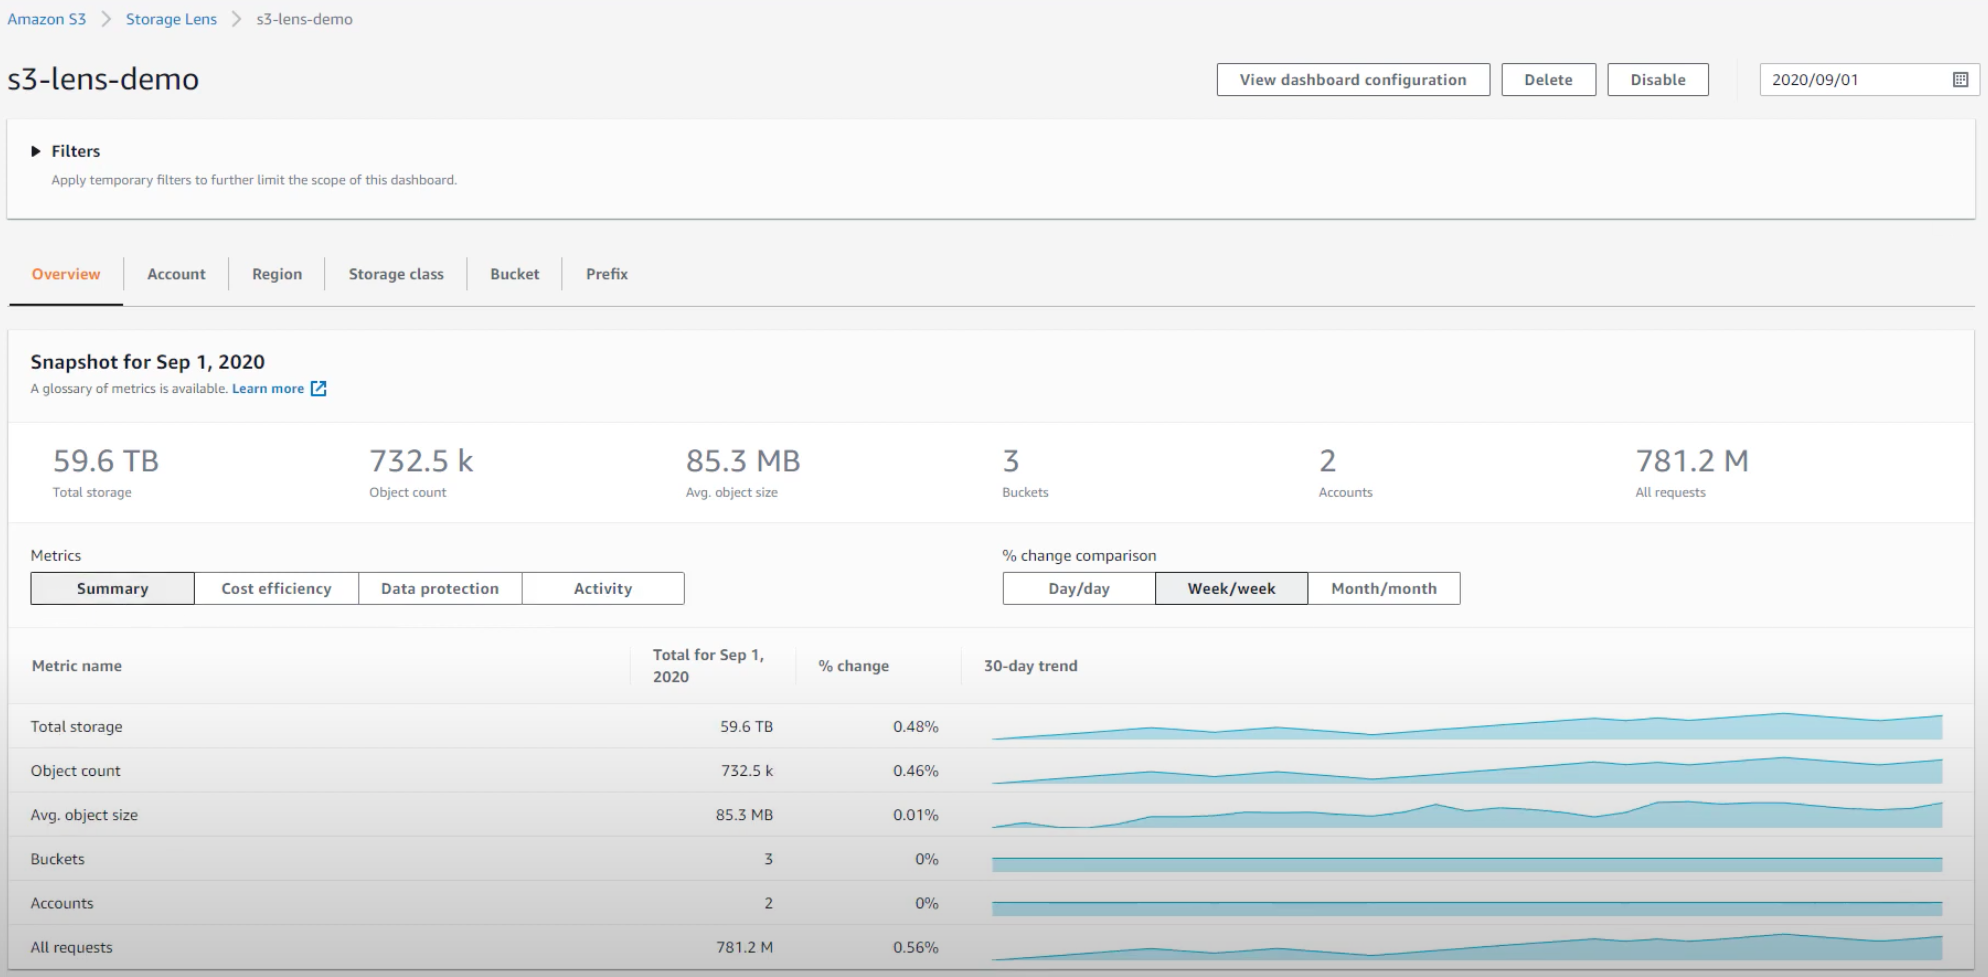 Amazon S3 > Storage Lens > s3-lens-demo
s3-lens-demo
View dashboard configuration Delete Disable 2020/09/01
Filters
Apply temporary filters to further limit the scope of this dashboard.
Overview Account Region Storage class Bucket Prefix
Snapshot for Sep 1, 2020
A glossary of metrics is available. Learn more
59.6 TB 732.5 k 85.3 MB 3 2 781.2 M
Total storage Object count Avg. object size Buckets Accounts All requests
Metrics % change comparison
Summary Cost efficiency Data protection Activity Day/day Week/week Month/month
Metric name Total for Sep 1, 2020 % change 30-day trend
Total storage 59.6 TB 0.48%
Object count 732.5 k 0.46%
Avg. object size 85.3 MB 0.01%
Buckets 3 0%
Accounts 2 0%
All requests 781.2 M 0.56%